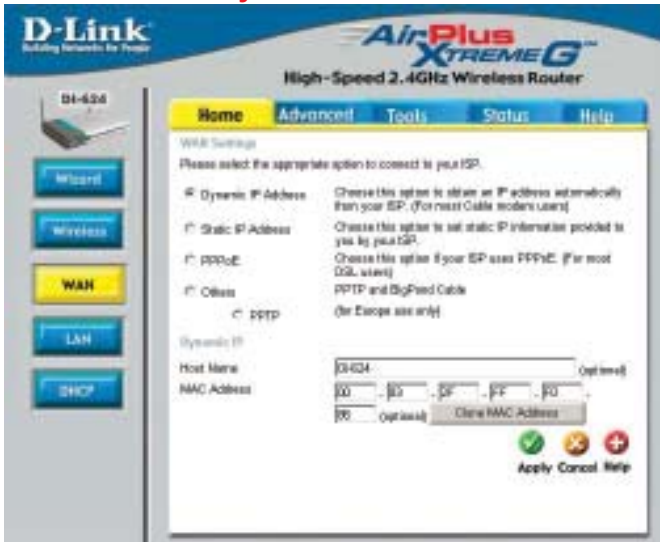 D-Link
Building Networks for People
AirPlus
XTREME G™
High-Speed 2.4GHz Wireless Router
DI-624
Home Advanced Tools Status Help
WAN Settings
Please select the appropriate option to connect to your ISP.
Wizard
Wireless
WAN
LAN
DHCP
Dynamic IP Address Choose this option to obtain an IP address automatically
from your ISP. (For most Cable modem users)
Static IP Address Choose this option to set static IP information provided to
you by your ISP.
PPPoE Choose this option if your ISP uses PPPoE. (For most
DSL users)
Others PPTP and BigPond Cable
PPTP (for Europe use only)
Dynamic IP
Host Name DI-624 (optional)
MAC Address 00 - - - FF - F0 -
(optional) Clone MAC Address
Apply Cancel Help